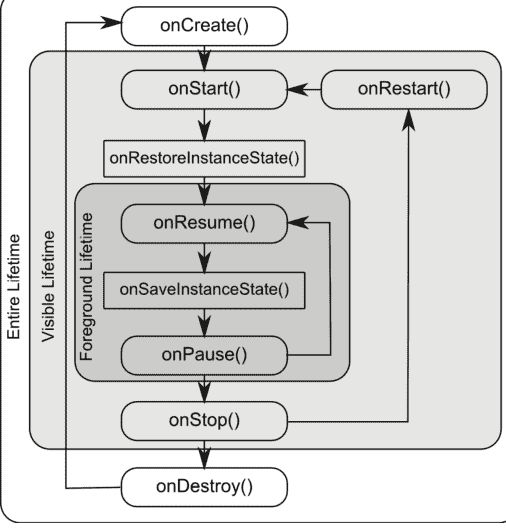 onCreate()
onStart()
onRestart()
onRestoreInstanceState()
onResume()
onSaveInstanceState()
onPause()
onStop()
onDestroy()
Entire Lifetime
Visible Lifetime
Foreground Lifetime